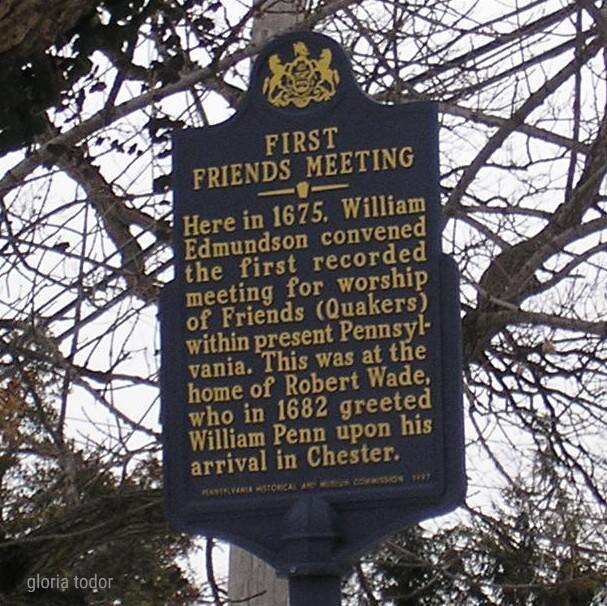 FIRST
FRIENDS MEETING
Here in 1675, William
Edmundson convened
the first recorded
meeting for worship
of Friends (Quakers)
within present Pennsyl-
vania. This was at the
home of Robert Wade,
who in 1682 greeted
William Penn upon his
arrival in Chester.
PENNSYLVANIA HISTORICAL AND MUSEUM COMMISSION 1997
gloria todor